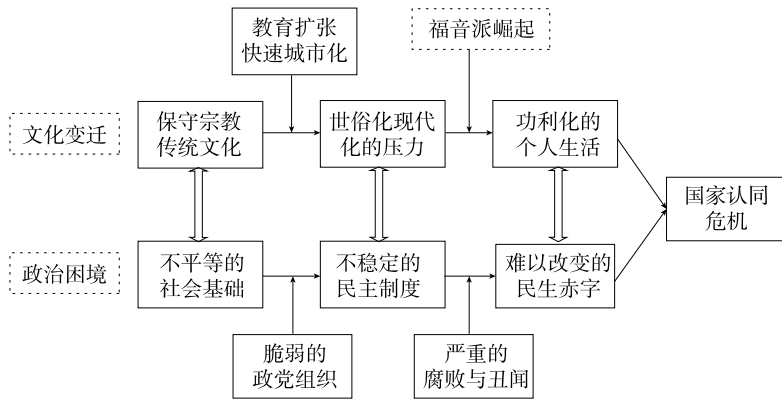 教育扩张
快速城市化
福音派崛起
文化变迁
保守宗教
传统文化
世俗化现代
化的压力
功利化的
个人生活
国家认同
危机
政治困境
不平等的
社会基础
不稳定的
民主制度
难以改变的
民生赤字
脆弱的
政党组织
严重的
腐败与丑闻